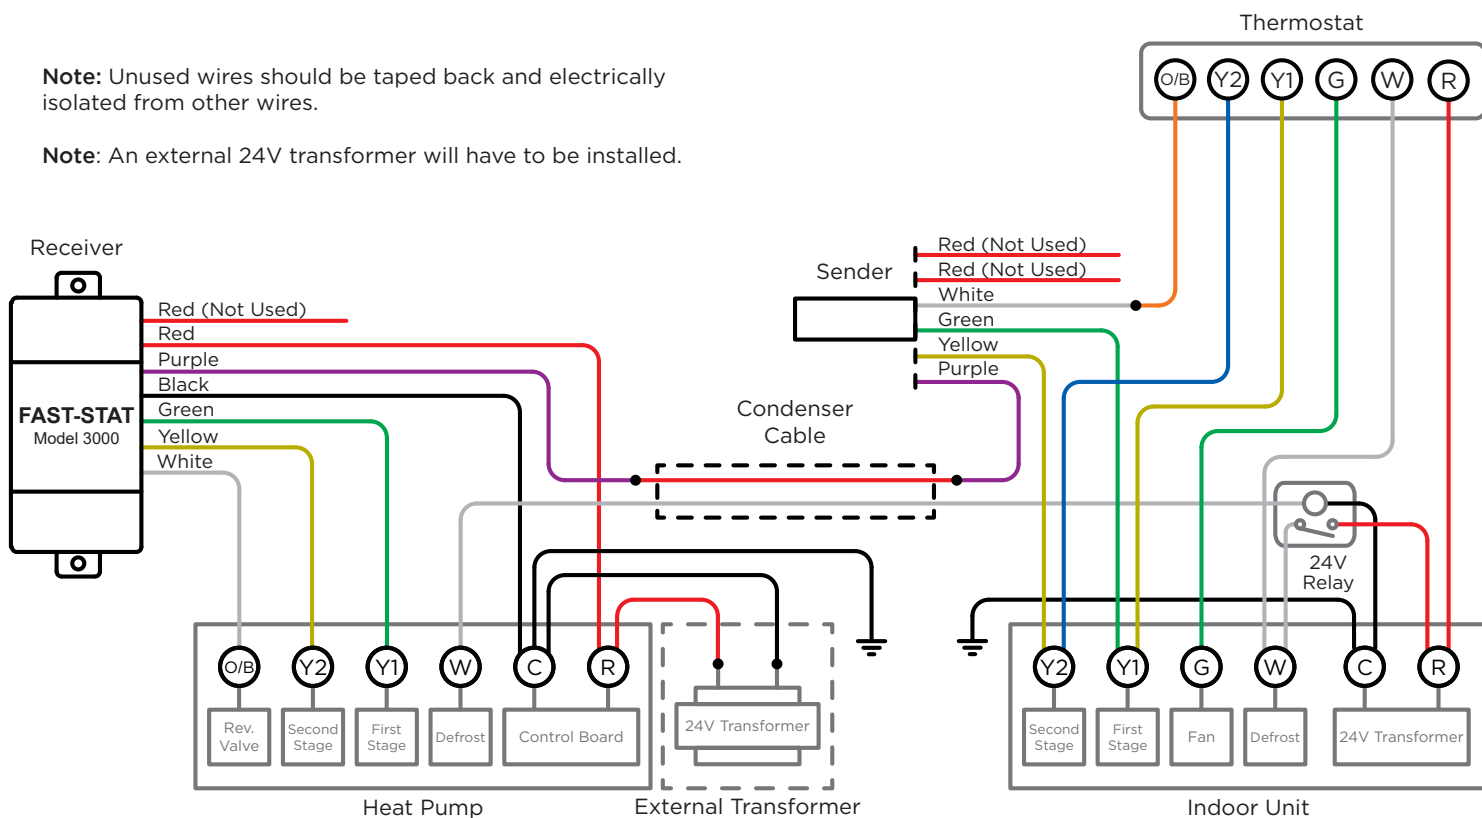 Thermostat
Note: Unused wires should be taped back and electrically
isolated from other wires.
Note: An external 24V transformer will have to be installed.
O/B Y2 Y1 G W R
Receiver
Red (Not Used)
Red
Purple
Black
Green
Yellow
White
FAST-STAT
Model 3000
Sender
Red (Not Used)
Red (Not Used)
White
Green
Yellow
Purple
Condenser
Cable
24V
Relay
O/B Y2 Y1 W C R
Rev.
Valve
Second
Stage
First
Stage
Defrost
Control Board
Heat Pump
24V Transformer
External Transformer
Y2 Y1 G W C R
Second
Stage
First
Stage
Fan
Defrost
24V Transformer
Indoor Unit